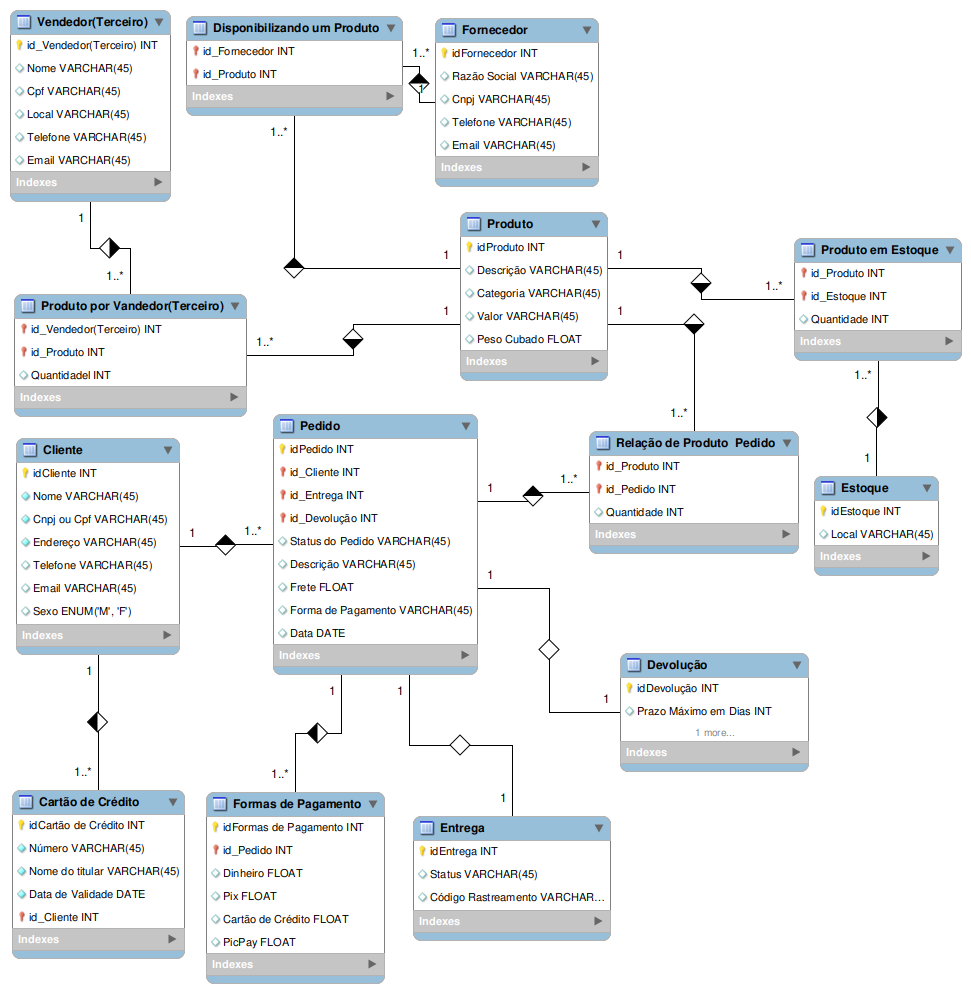 Vendedor(Terceiro)
id_Vendedor(Terceiro) INT
Nome VARCHAR(45)
Cpf VARCHAR(45)
Local VARCHAR(45)
Telefone VARCHAR(45)
Email VARCHAR(45)
Indexes
Disponibilizando um Produto
id_Fornecedor INT
id_Produto INT
Indexes
1..*
1
Fornecedor
idFornecedor INT
Razão Social VARCHAR(45)
Cnpj VARCHAR(45)
Telefone VARCHAR(45)
Email VARCHAR(45)
Indexes
1..*
1
1
1..*
Produto
idProduto INT
Descrição VARCHAR(45)
Categoria VARCHAR(45)
Valor VARCHAR(45)
Peso Cubado FLOAT
Indexes
1
1..*
Produto em Estoque
id_Produto INT
id_Estoque INT
Quantidade INT
Indexes
Produto por Vandedor(Terceiro)
id_Vendedor(Terceiro) INT
id_Produto INT
Quantidadel INT
Indexes
1..*
1
1
1..*
1..*
1
Cliente
idCliente INT
Nome VARCHAR(45)
Cnpj ou Cpf VARCHAR(45)
Endereço VARCHAR(45)
Telefone VARCHAR(45)
Email VARCHAR(45)
Sexo ENUM('M', 'F')
Indexes
1
1..*
Pedido
idPedido INT
id_Cliente INT
id_Entrega INT
id_Devolução INT
Status do Pedido VARCHAR(45)
Descrição VARCHAR(45)
Frete FLOAT
Forma de Pagamento VARCHAR(45)
Data DATE
Indexes
1
1..*
Relação de Produto Pedido
id_Produto INT
id_Pedido INT
Quantidade INT
Indexes
Estoque
idEstoque INT
Local VARCHAR(45)
Indexes
1
1
Devolução
idDevolução INT
Prazo Máximo em Dias INT
1 more...
Indexes
1
1..*
1
1..*
1
1
Cartão de Crédito
idCartão de Crédito INT
Número VARCHAR(45)
Nome do titular VARCHAR(45)
Data de Validade DATE
id_Cliente INT
Indexes
Formas de Pagamento
idFormas de Pagamento INT
id_Pedido INT
Dinheiro FLOAT
Pix FLOAT
Cartão de Crédito FLOAT
PicPay FLOAT
Indexes
Entrega
idEntrega INT
Status VARCHAR(45)
Código Rastreamento VARCHAR...
Indexes